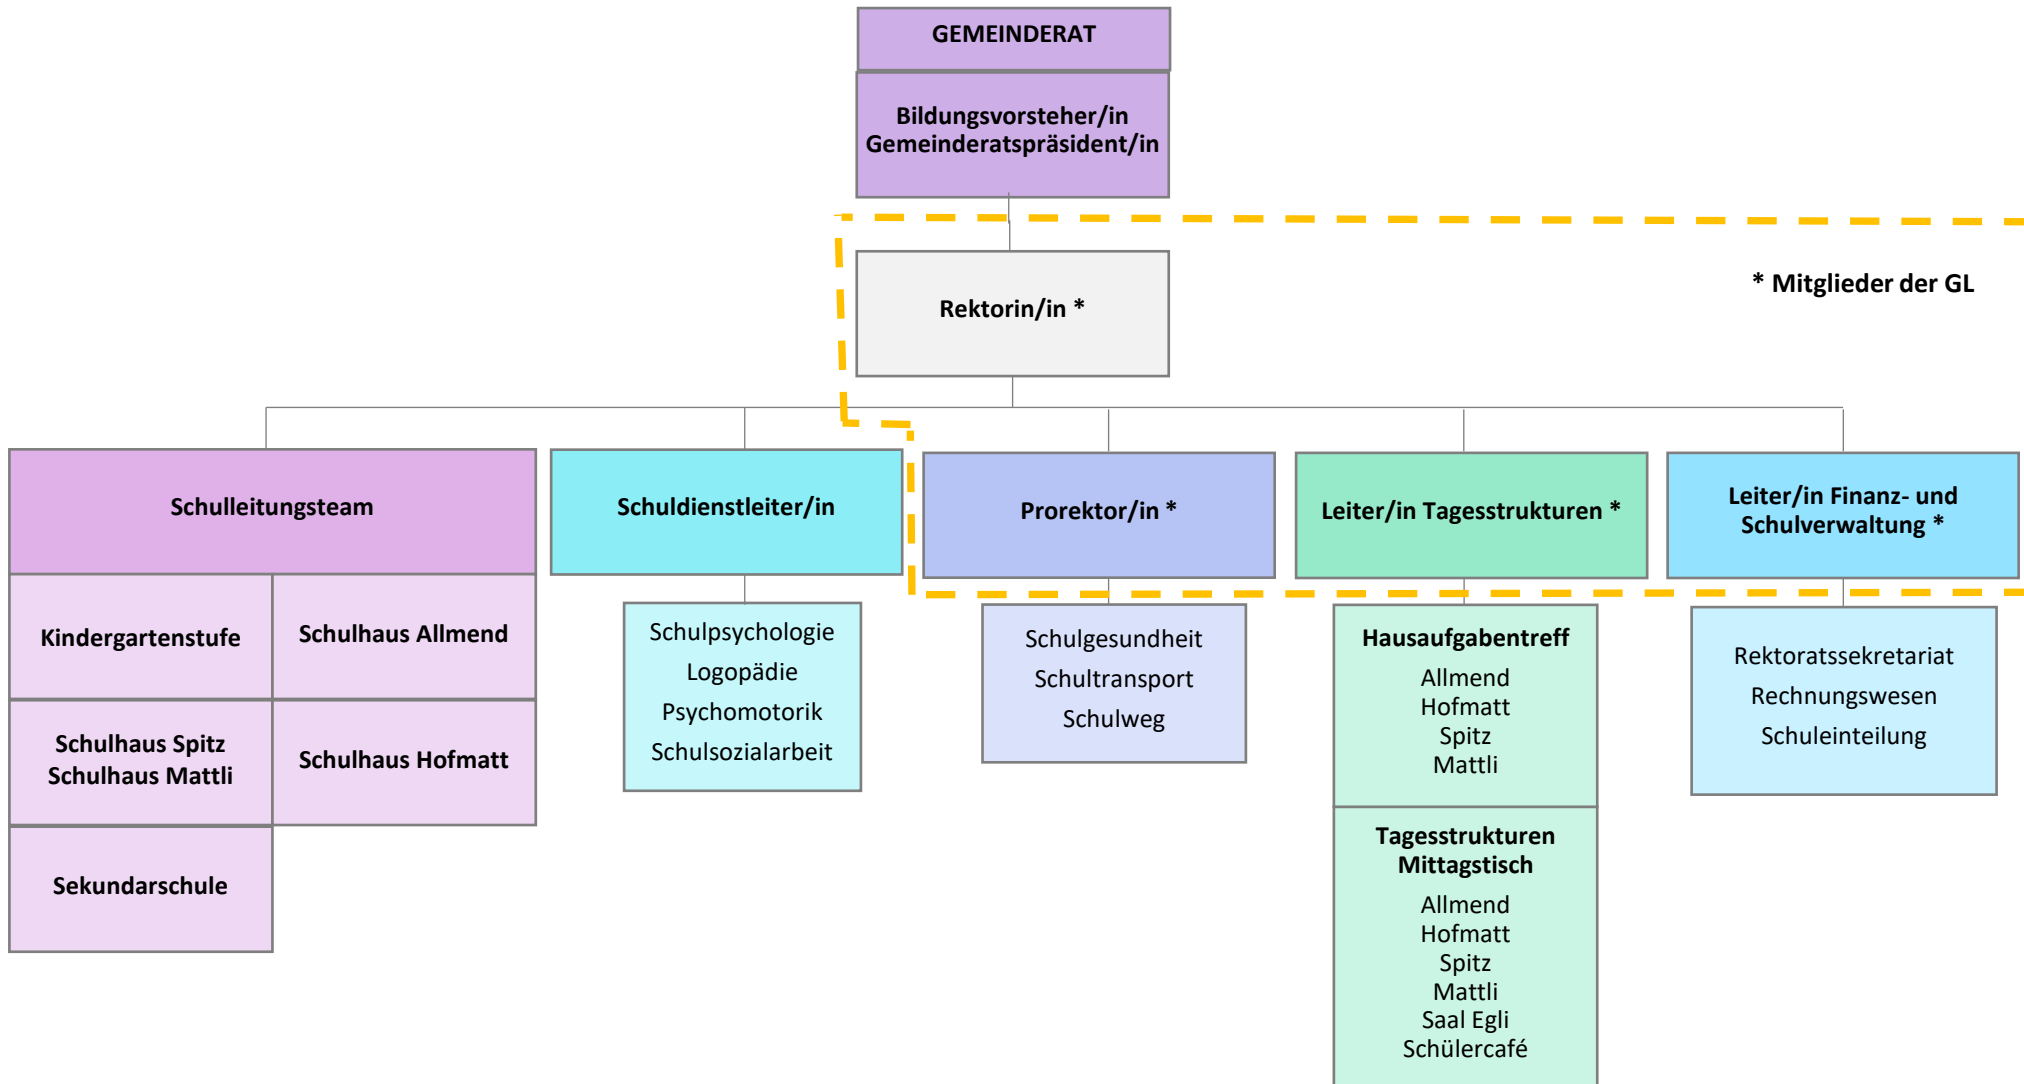 GEMEINDERAT
Bildungsvorsteher/in
Gemeinderatspräsident/in
Rektorin/in *
* Mitglieder der GL
Schulleitungsteam
Kindergartenstufe
Schulhaus Allmend
Schulhaus Spitz
Schulhaus Mattli
Schulhaus Hofmatt
Sekundarschule
Schuldienstleiter/in
Schulpsychologie
Logopädie
Psychomotorik
Schulsozialarbeit
Prorektor/in *
Schulgesundheit
Schultransport
Schulweg
Leiter/in Tagesstrukturen *
Hausaufgabentreff
Allmend
Hofmatt
Spitz
Mattli
Tagesstrukturen
Mittagstisch
Allmend
Hofmatt
Spitz
Mattli
Saal Egli
Schülercafé
Leiter/in Finanz- und
Schulverwaltung *
Rektoratssekretariat
Rechnungswesen
Schuleinteilung